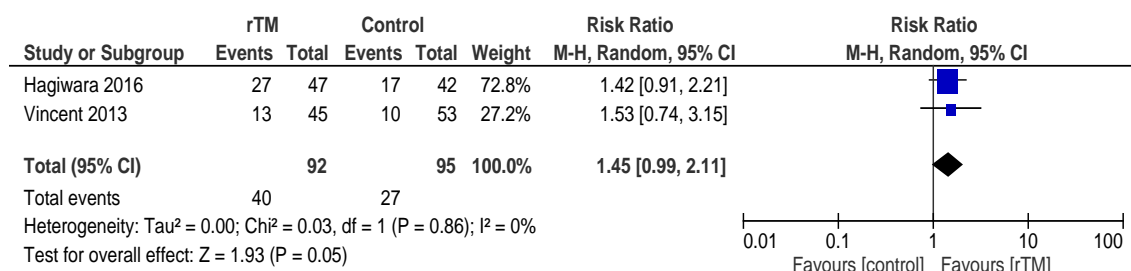 rTM Control Risk Ratio Risk Ratio
Study or Subgroup Events Total Events Total Weight M-H, Random, 95% CI M-H, Random, 95% CI
Hagiwara 2016 27 47 17 42 72.8% 1.42 [0.91, 2.21]
Vincent 2013 13 45 10 53 27.2% 1.53 [0.74, 3.15]
Total (95% CI) 92 95 100.0% 1.45 [0.99, 2.11]
Total events 40 27
Heterogeneity: Tau² = 0.00; Chi² = 0.03, df = 1 (P = 0.86); I² = 0%
Test for overall effect: Z = 1.93 (P = 0.05)
0.01 0.1 1 10 100
Favours [control] Favours [rTM]